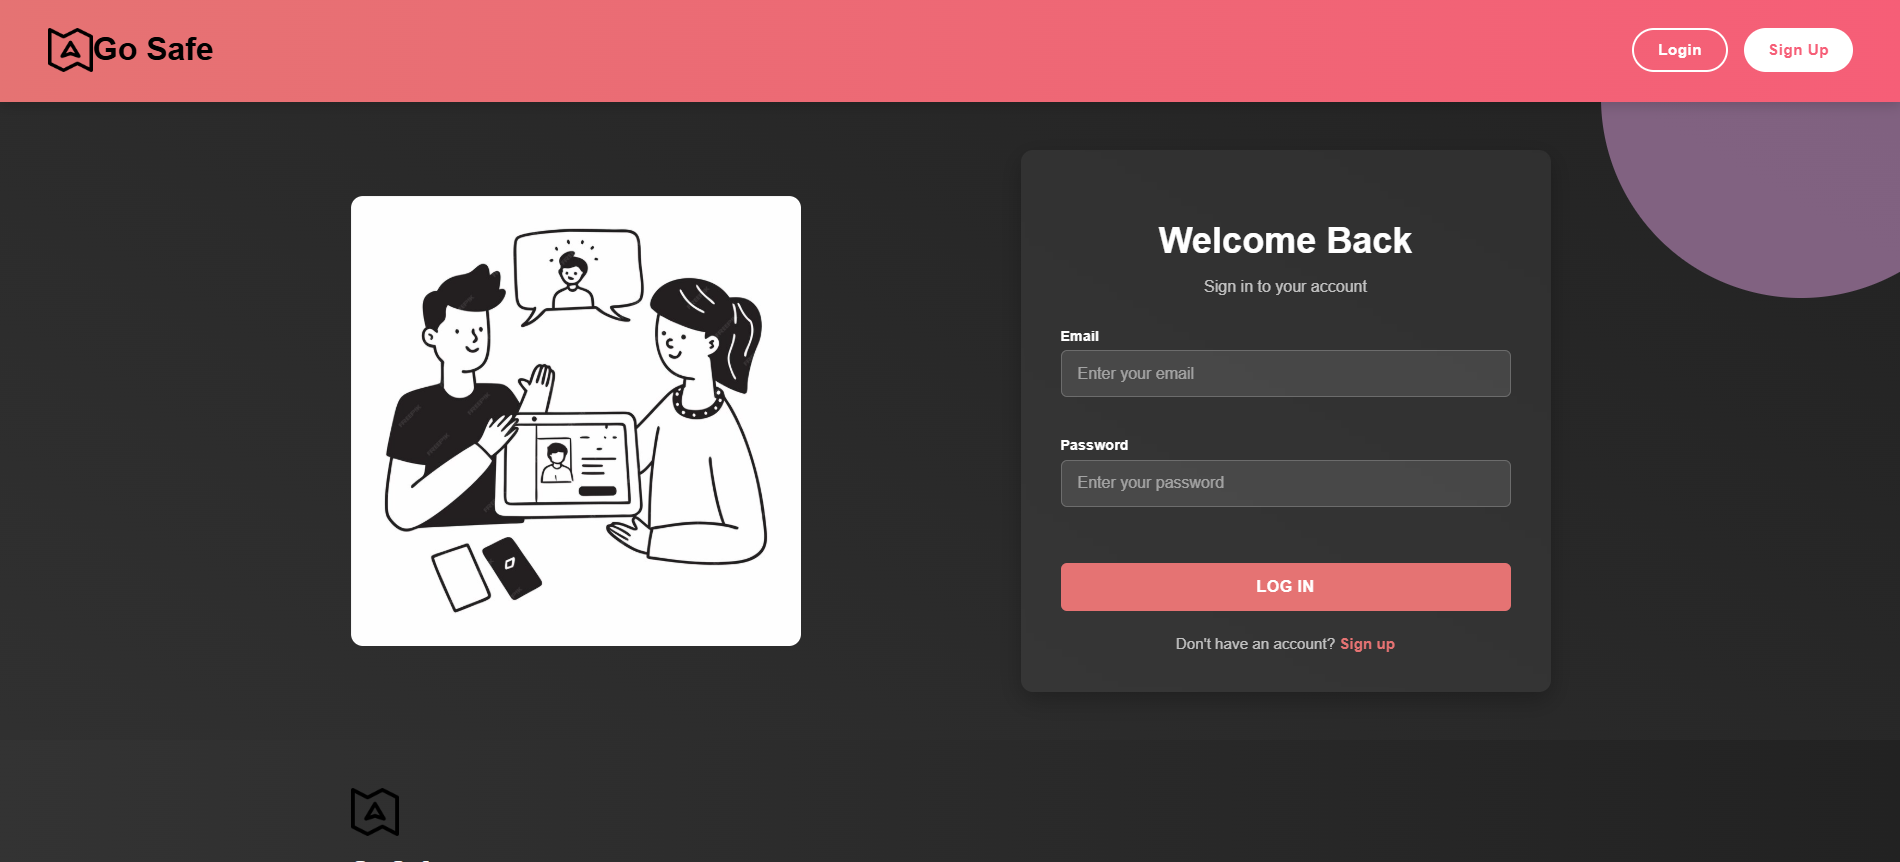 Go Safe
Login
Sign Up
Welcome Back
Sign in to your account
Email
Enter your email
Password
Enter your password
LOG IN
Don't have an account? Sign up